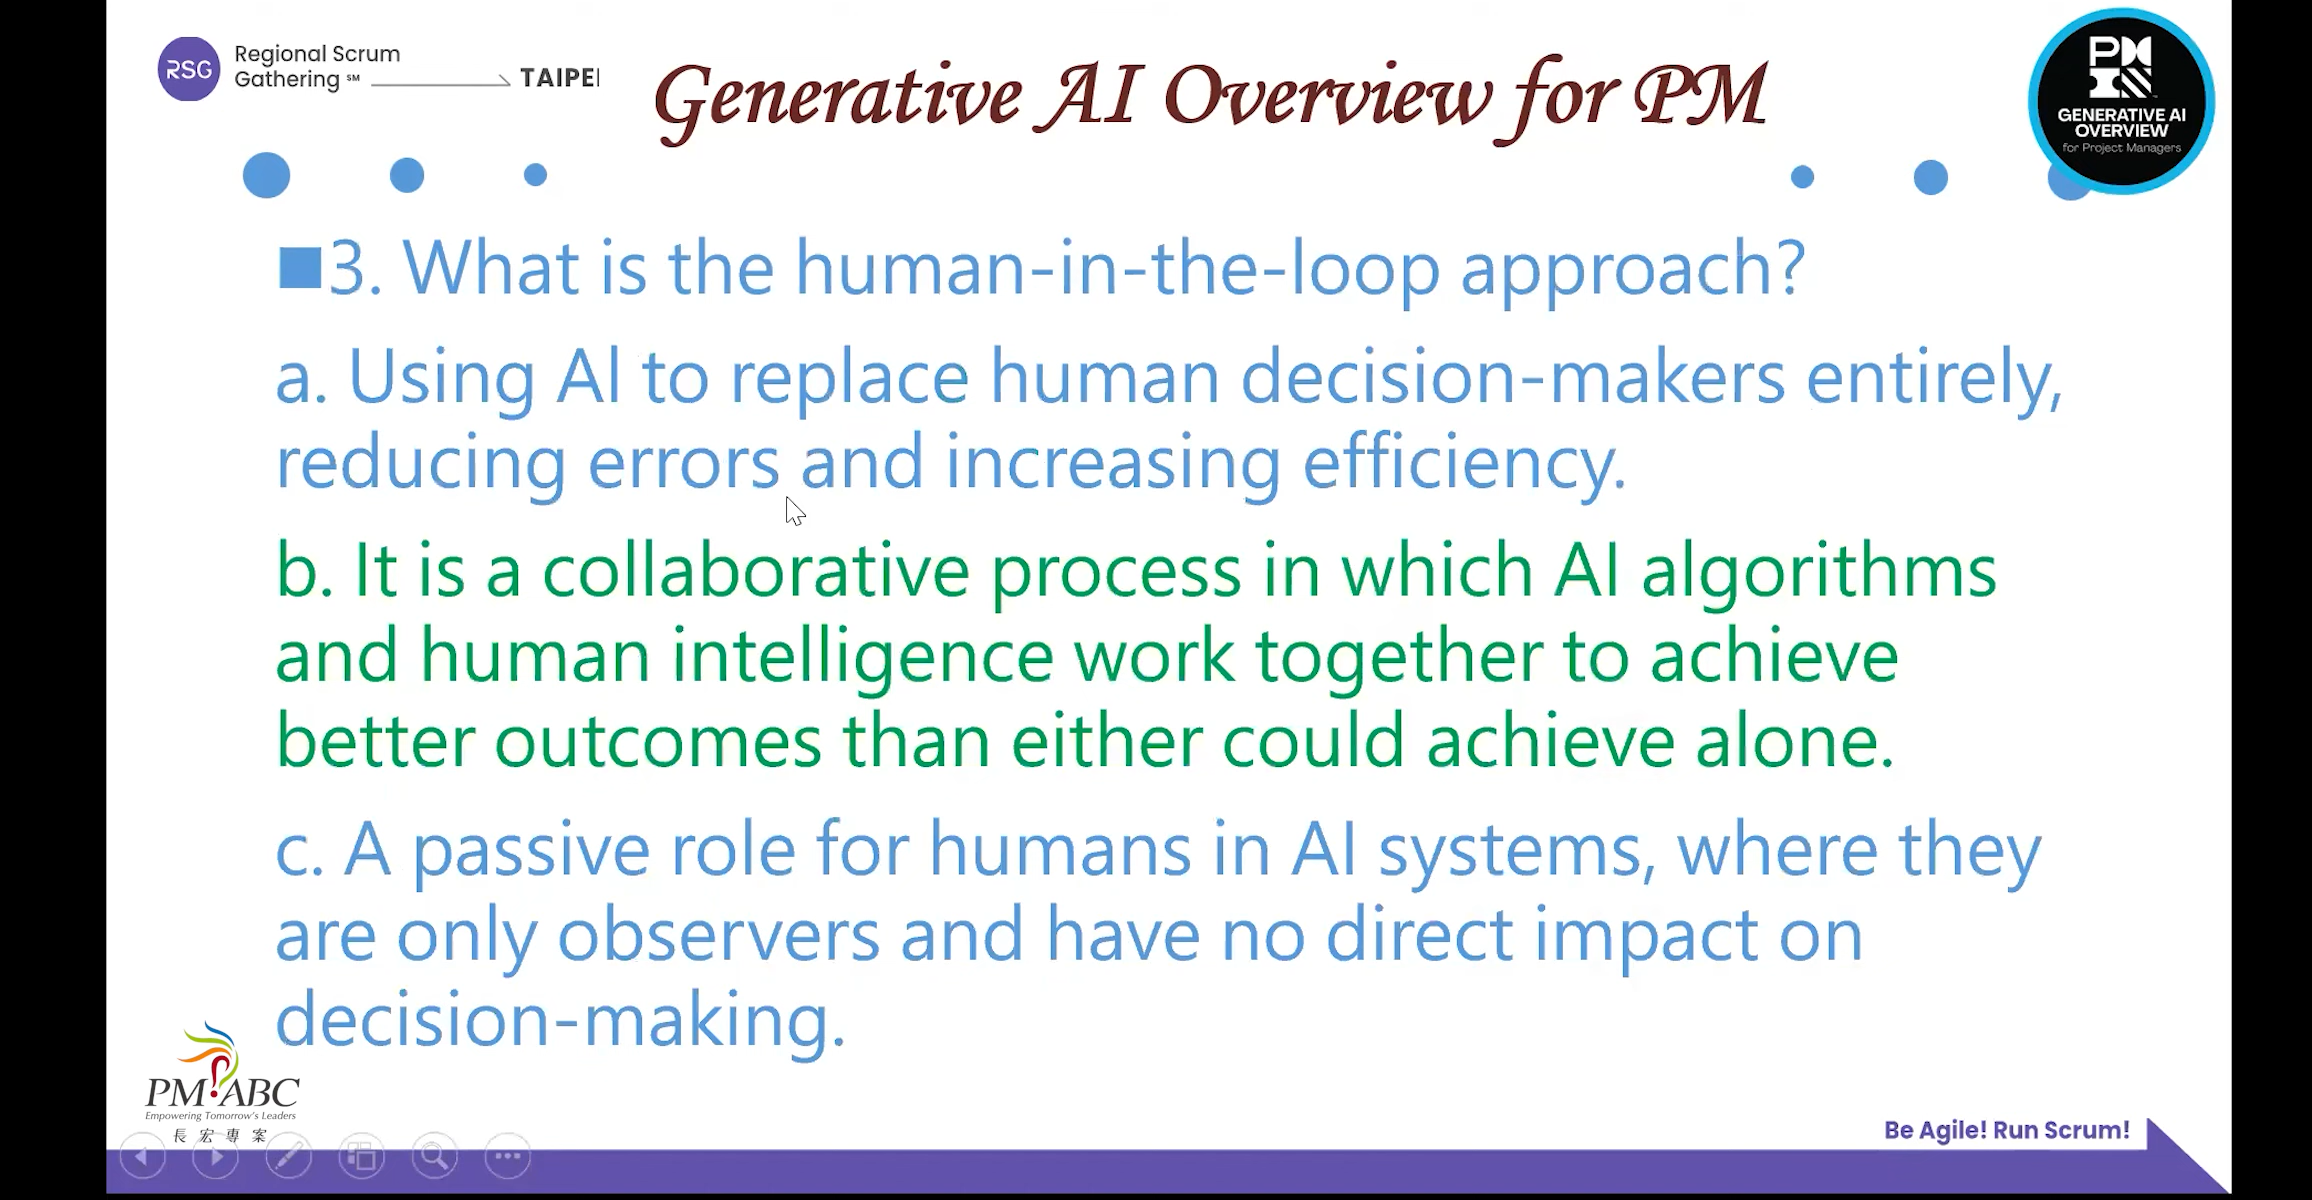 RSG
Regional Scrum
Gathering SM
TAIPEI
Generative AI Overview for PM
PMI
GENERATIVE AI
OVERVIEW
for Project Managers
■3. What is the human-in-the-loop approach?
a. Using Al to replace human decision-makers entirely,
reducing errors and increasing efficiency.
b. It is a collaborative process in which AI algorithms
and human intelligence work together to achieve
better outcomes than either could achieve alone.
c. A passive role for humans in AI systems, where they
are only observers and have no direct impact on
decision-making.
PM ABC
Empowering Tomorrow's Leaders
長宏專案
Be Agile! Run Scrum!